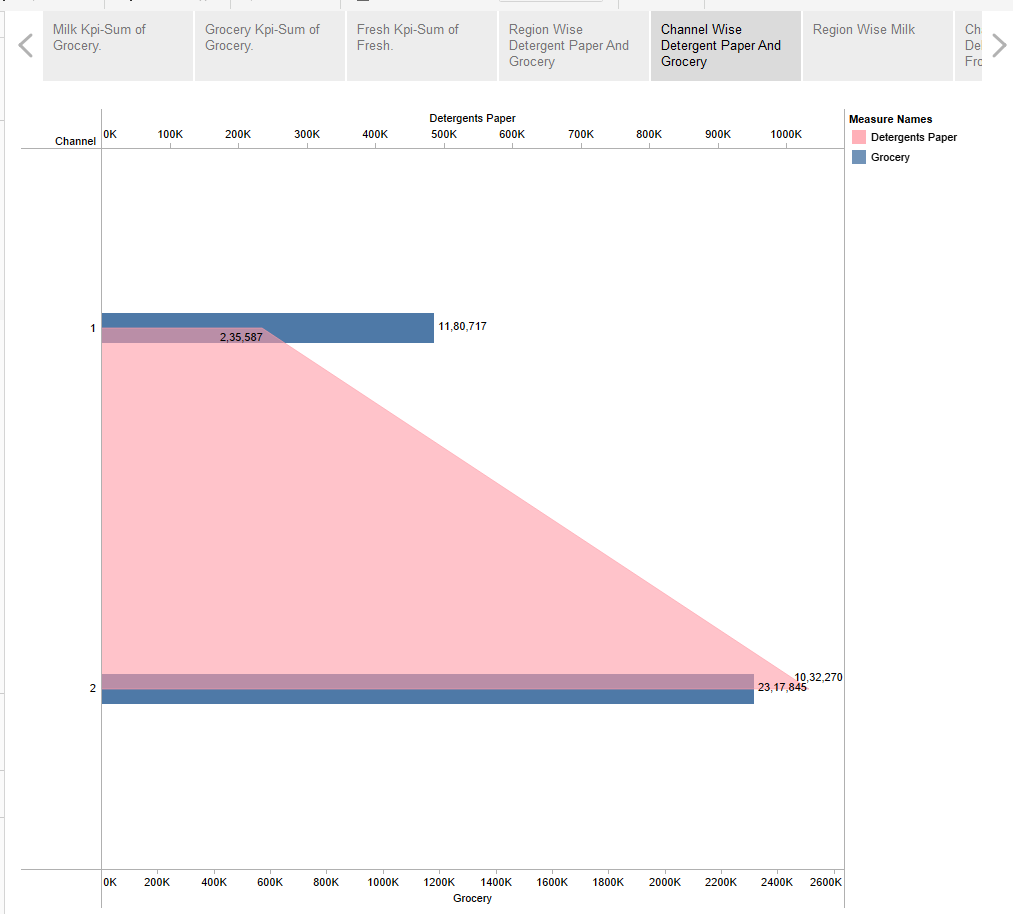 Milk Kpi-Sum of
Grocery.
Grocery Kpi-Sum of
Grocery.
Fresh Kpi-Sum of
Fresh.
Region Wise
Detergent Paper And
Grocery
Channel Wise
Detergent Paper And
Grocery
Region Wise Milk
Detergents Paper
Channel
0K 100K 200K 300K 400K 500K 600K 700K 800K 900K 1000K
1
11,80,717
2,35,587
2
10,32,270
23,17,845
0K 200K 400K 600K 800K 1000K 1200K 1400K 1600K 1800K 2000K 2200K 2400K 2600K
Grocery
Measure Names
Detergents Paper
Grocery